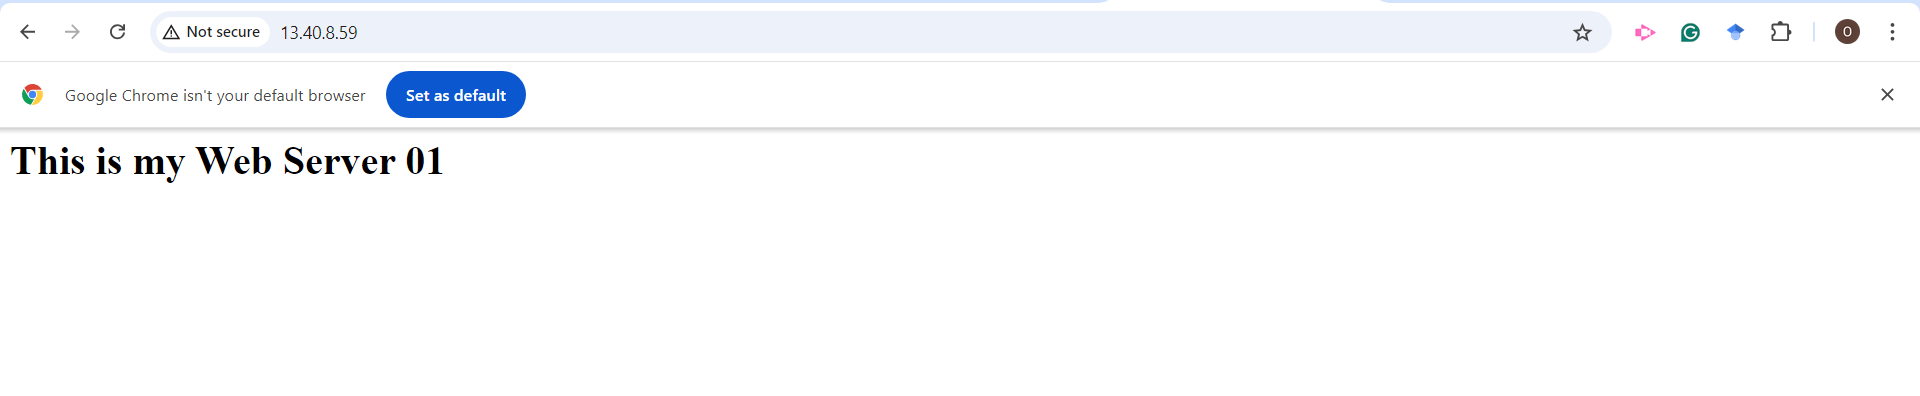 Not secure 13.40.8.59
O
Google Chrome isn't your default browser Set as default
This is my Web Server 01